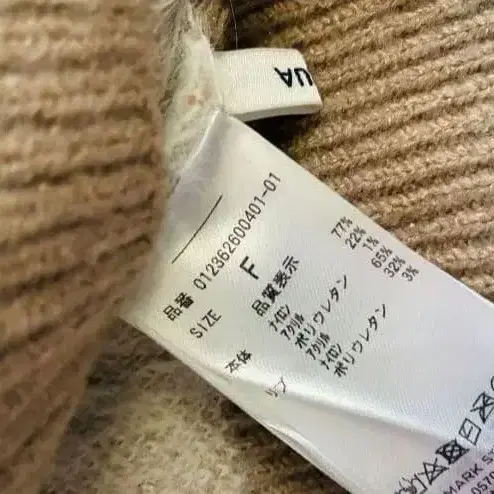 UA
品番 012362600401-01
SIZE F
品質表示
本体 ナイロン 77%
アクリル 22%
ポリウレタン 1%
リブ アクリル 65%
ナイロン 32%
ポリウレタン 3%
MARK S